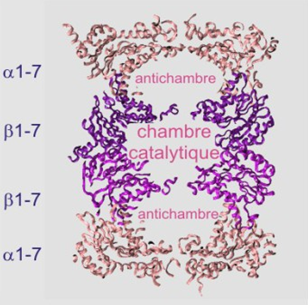 α1-7
antichambre
β1-7
chambre
catalytique
β1-7
antichambre
α1-7